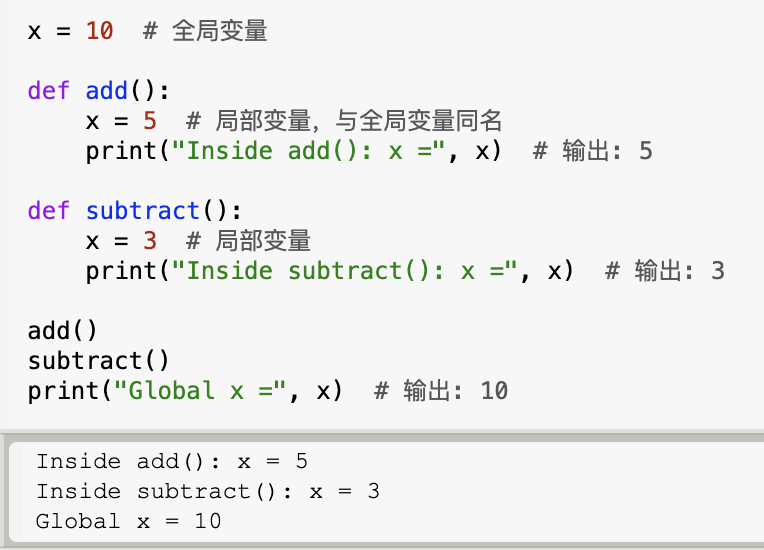 x = 10  # 全局变量
def add():
    x = 5  # 局部变量，与全局变量同名
    print("Inside add(): x =", x)  # 输出: 5
def subtract():
    x = 3  # 局部变量
    print("Inside subtract(): x =", x)  # 输出: 3
add()
subtract()
print("Global x =", x)  # 输出: 10
Inside add(): x = 5
Inside subtract(): x = 3
Global x = 10